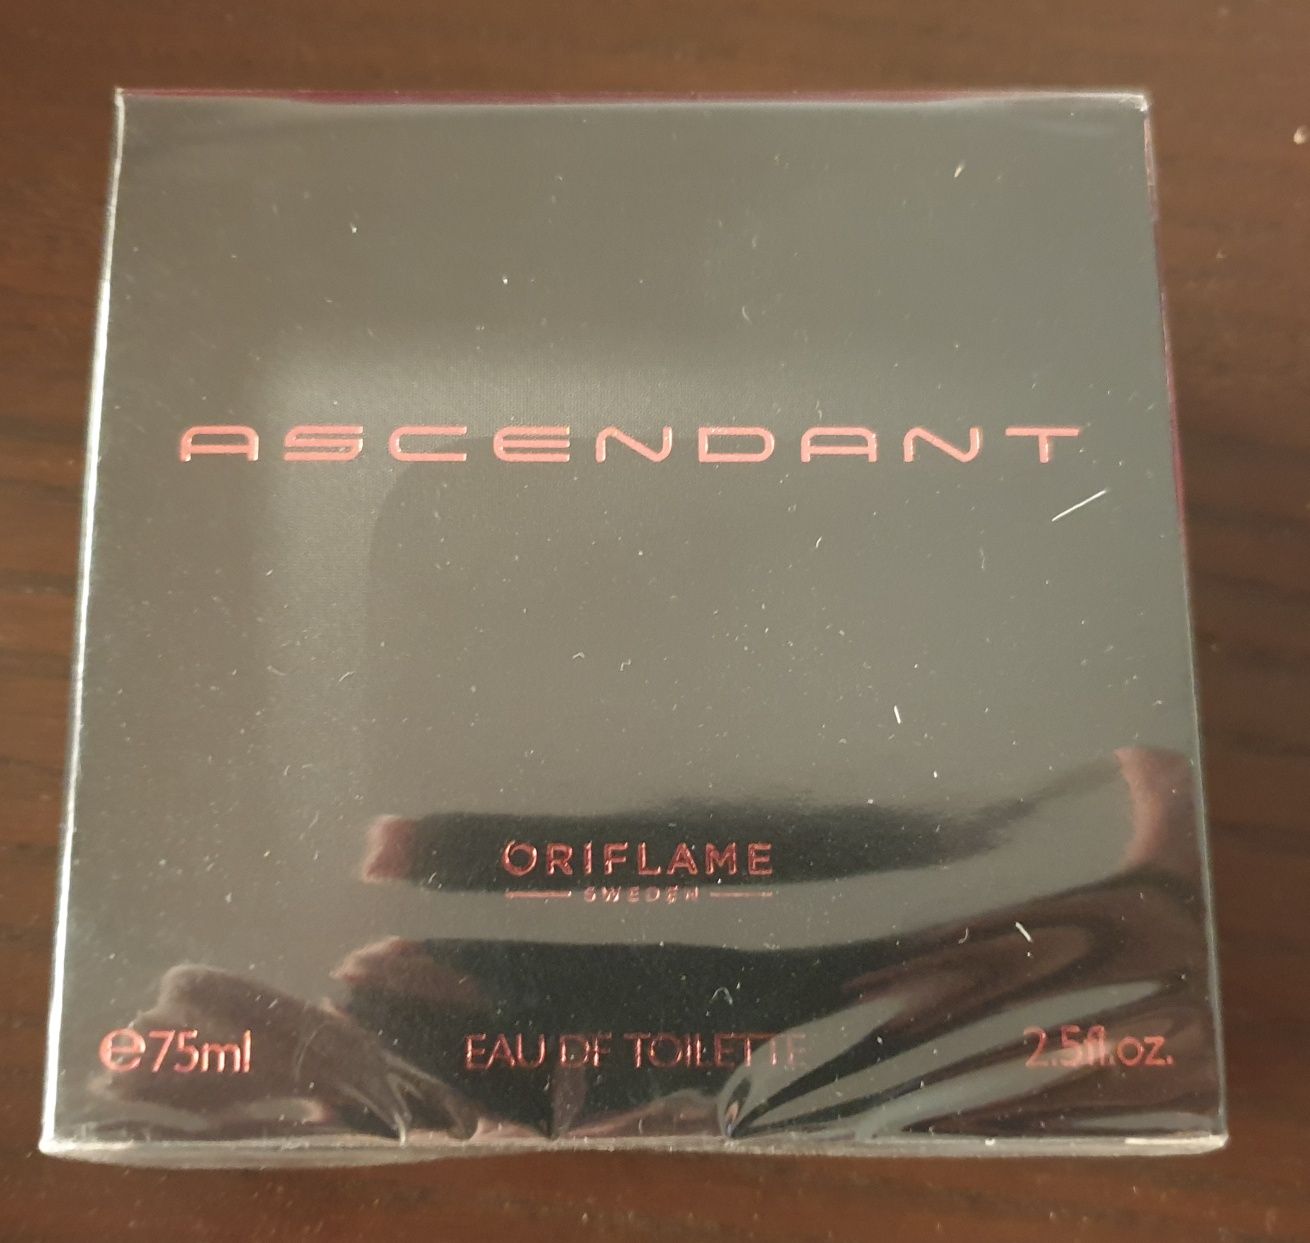 ASCENDANT
ORIFLAME
SWEDEN
℮75ml EAU DE TOILETTE 2.5fl.oz.